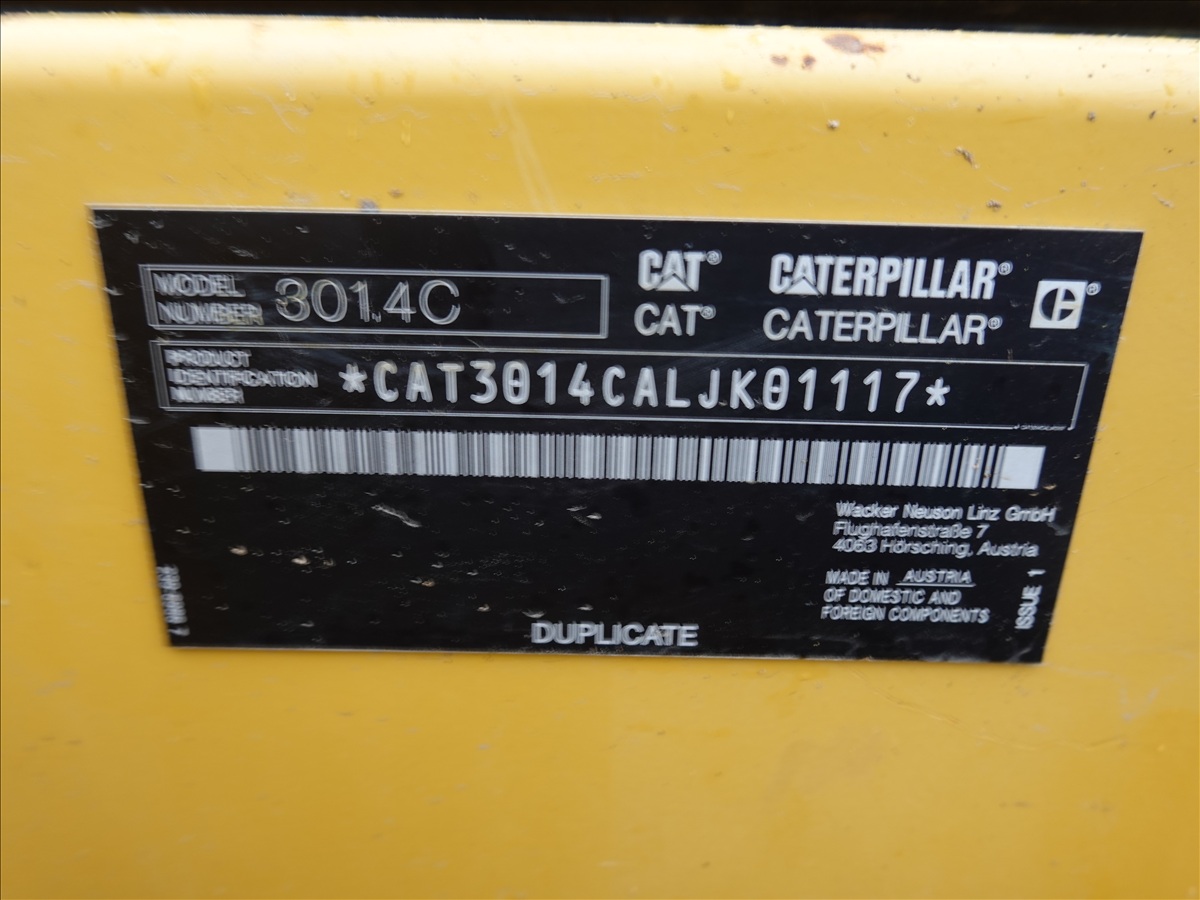 MODEL NUMBER 301.4C
CAT® CATERPILLAR®
CAT® CATERPILLAR®
PRODUCT IDENTIFICATION NUMBER *CAT3014CALJK01117*
Wacker Neuson Linz GmbH
Flughafenstraße 7
4063 Hörsching, Austria
MADE IN AUSTRIA
OF DOMESTIC AND
FOREIGN COMPONENTS
ISSUE 1
DUPLICATE